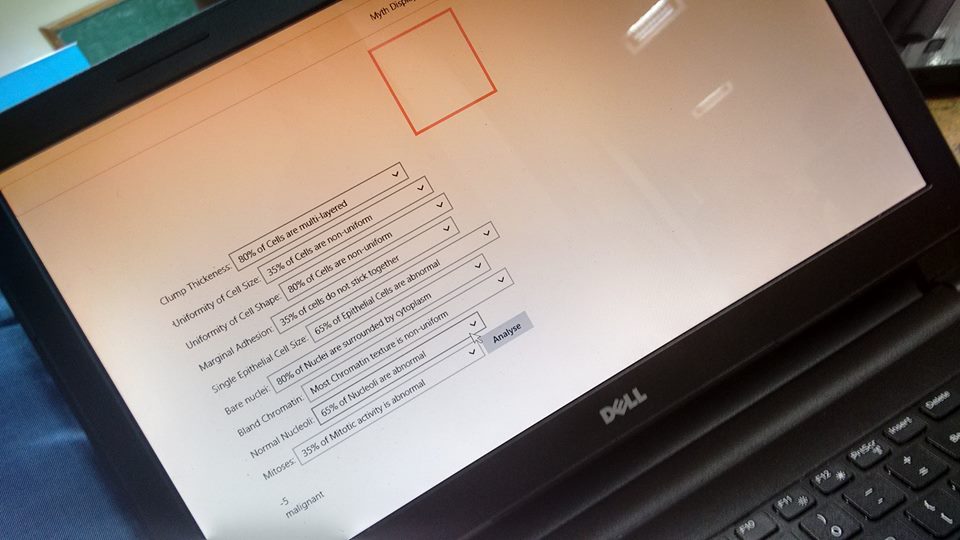 Myth Display
Clump Thickeness: 80% of Cells are multi-layered
Uniformity of Cell Size: 35% of Cells are non-uniform
Uniformity of Cell Shape: 80% of Cells are non-uniform
Marginal Adhesion: 35% of cells do not stick together
Single Epithelial Cell Size: 65% of Epithelial Cells are abnormal
Bare nuclei: 80% of Nuclei are surrounded by cytoplasm
Bland Chromatin: Most Chromatin texture is non-uniform
Normal Nucleoli: 65% of Nucleoli are abnormal
Analyse
Mitoses: 35% of Mitotic activity is abnormal
-5
malignant
DELL
F10
F11
F12
PrtScr
Insert
Delete